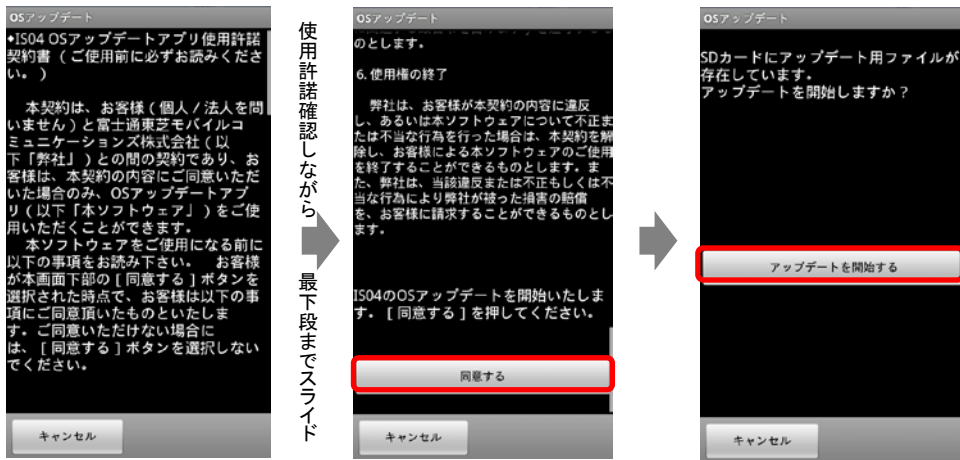 OSアップデート
◆IS04 OSアップデートアプリ使用許諾
契約書（ご使用前に必ずお読みくださ
い。）
本契約は、お客様（個人／法人を問
いません）と富士通東芝モバイルコ
ミュニケーションズ株式会社（以
下「弊社」）との間の契約であり、お
客様は、本契約の内容にご同意いただ
いた場合のみ、OSアップデートアプ
リ（以下「本ソフトウェア」）をご使
用いただくことができます。
本ソフトウェアをご使用になる前に
以下の事項をお読み下さい。　お客様
が本画面下部の［同意する］ボタンを
選択された時点で、お客様は以下の事
項にご同意頂いたものといたしま
す。ご同意いただけない場合に
は、［同意する］ボタンを選択しない
でください。
キャンセル
使用許諾確認しながら　最下段までスライド
OSアップデート
のとします。
6. 使用権の終了
弊社は、お客様が本契約の内容に違反
し、あるいは本ソフトウェアについて不正ま
たは不当な行為を行った場合は、本契約を解
除し、お客様による本ソフトウェアのご使用
を終了することができるものとします。ま
た、弊社は、当該違反または不正もしくは不
当な行為により弊社が被った損害の賠償
を、お客様に請求することができるものとし
ます。
IS04のOSアップデートを開始いたしま
す。［同意する］を押してください。
同意する
キャンセル
OSアップデート
SDカードにアップデート用ファイルが
存在しています。
アップデートを開始しますか？
アップデートを開始する
キャンセル